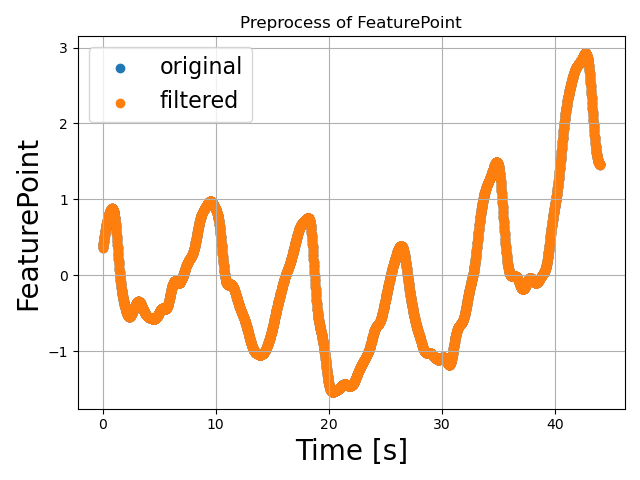 Preprocess of FeaturePoint
original
filtered
FeaturePoint
3
2
1
0
−1
0
10
20
30
40
Time [s]